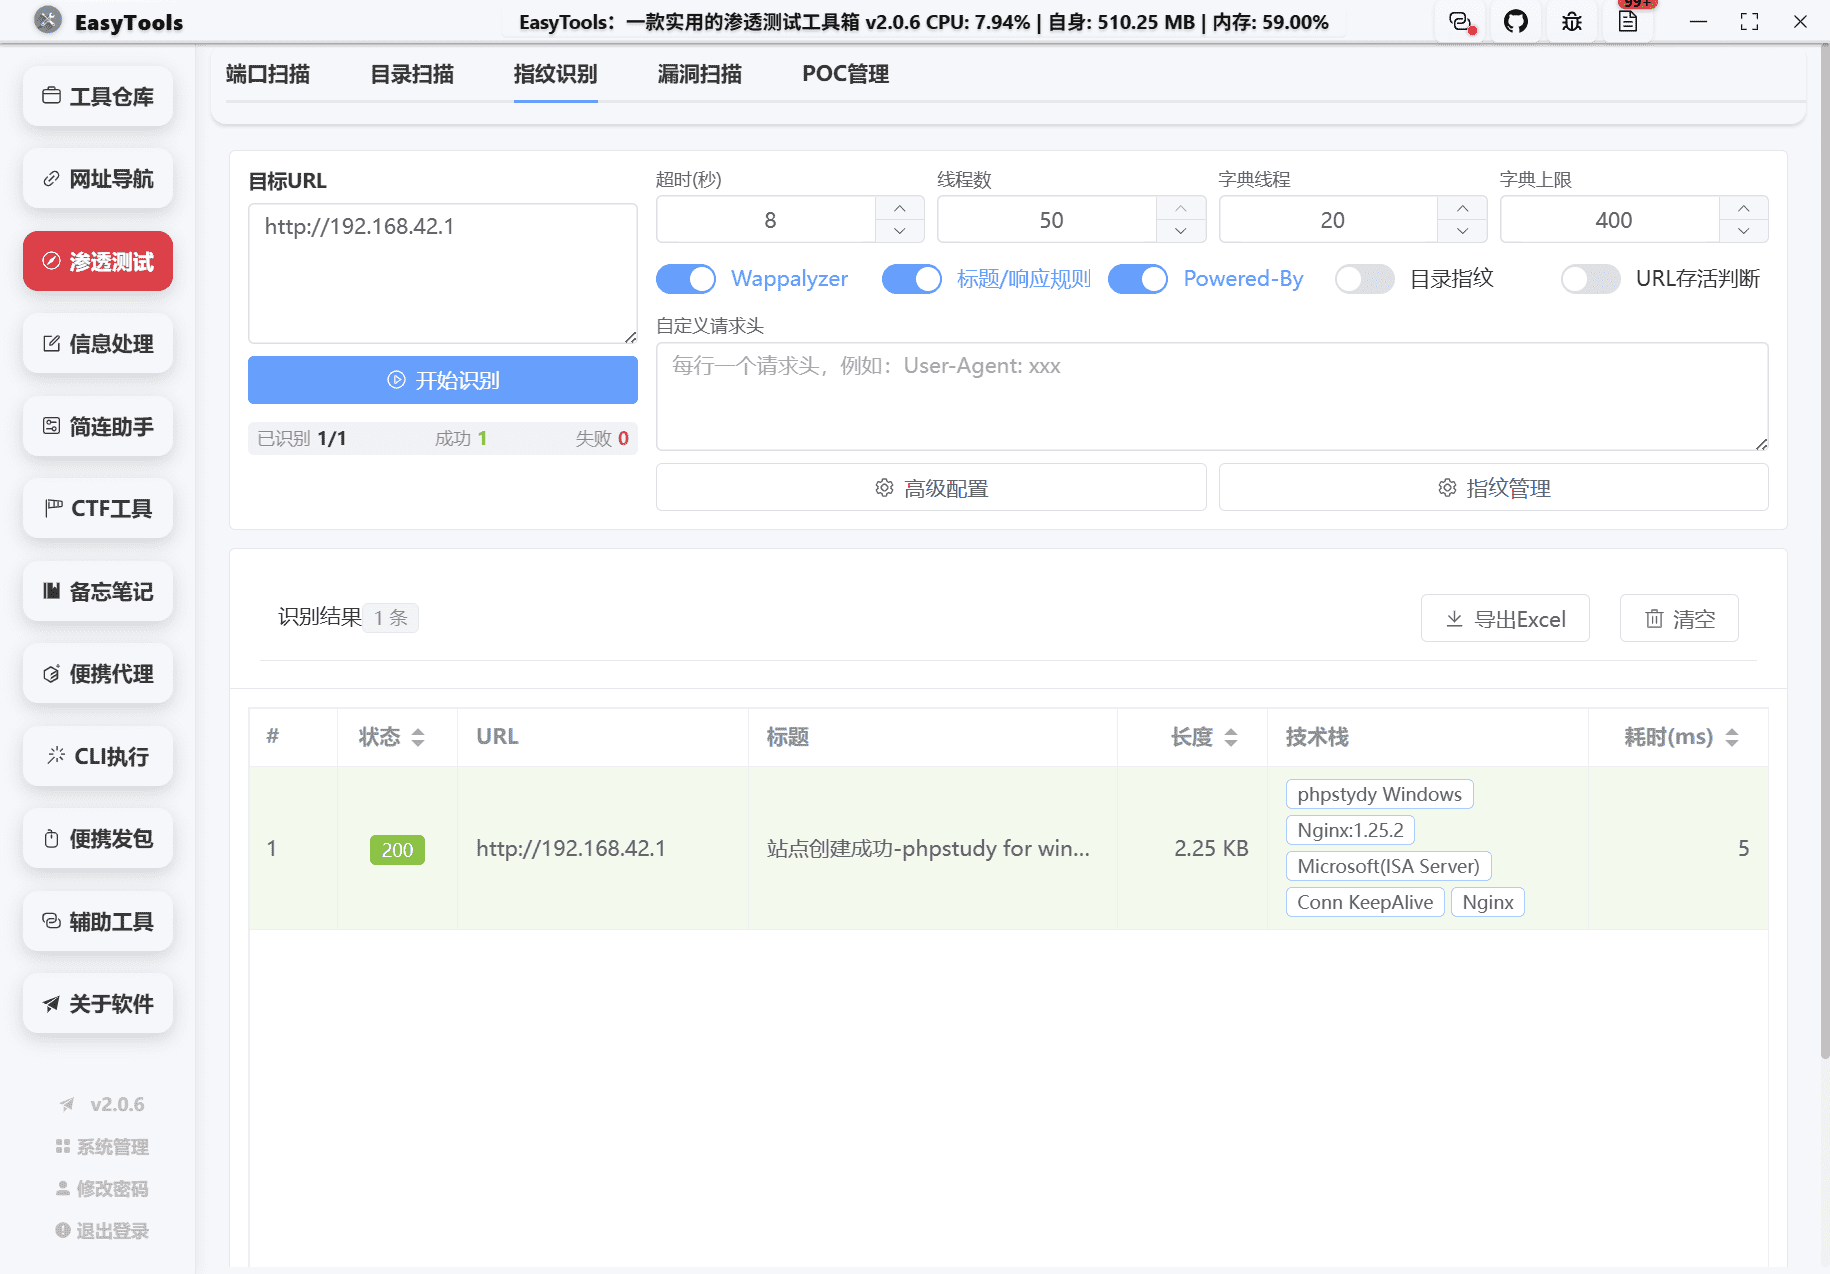 EasyTools
EasyTools：一款实用的渗透测试工具箱 v2.0.6 CPU: 7.94% | 自身: 510.25 MB | 内存: 59.00%
99+
工具仓库
网址导航
渗透测试
信息处理
简连助手
CTF工具
备忘笔记
便携代理
CLI执行
便携发包
辅助工具
关于软件
v2.0.6
系统管理
修改密码
退出登录
端口扫描 目录扫描 指纹识别 漏洞扫描 POC管理
目标URL
http://192.168.42.1
开始识别
已识别 1/1 成功 1 失败 0
超时(秒) 线程数 字典线程 字典上限
8 50 20 400
Wappalyzer 标题/响应规则 Powered-By 目录指纹 URL存活判断
自定义请求头
每行一个请求头，例如：User-Agent: xxx
高级配置 指纹管理
识别结果 1 条 导出Excel 清空
# 状态 URL 标题 长度 技术栈 耗时(ms)
1 200 http://192.168.42.1 站点创建成功-phpstudy for win... 2.25 KB 5
phpstydy Windows
Nginx:1.25.2
Microsoft(ISA Server)
Conn KeepAlive Nginx